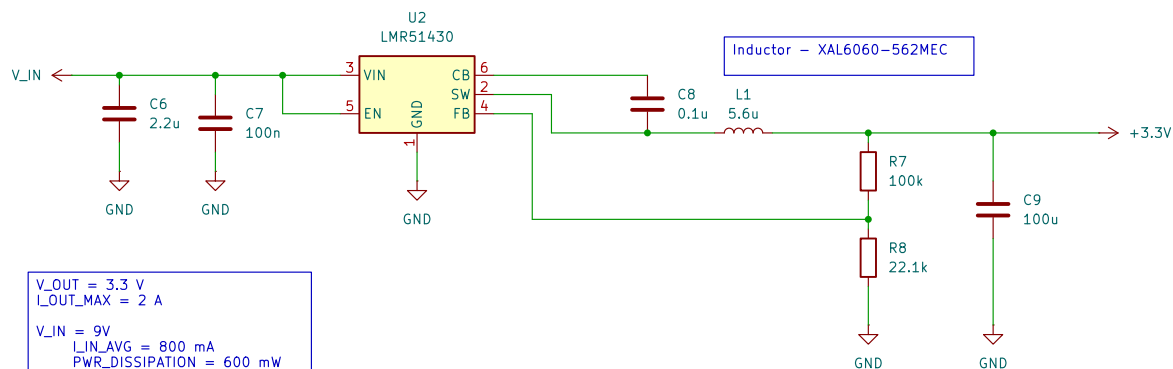 U2
LMR51430
Inductor – XAL6060-562MEC
V_IN
3
VIN
CB
6
SW
2
5
EN
GND
FB
4
1
C6
2.2u
C7
100n
C8
0.1u
L1
5.6u
+3.3V
R7
100k
C9
100u
R8
22.1k
GND
GND
GND
GND
GND
V_OUT = 3.3 V
I_OUT_MAX = 2 A
V_IN = 9V
I_IN_AVG = 800 mA
PWR_DISSIPATION = 600 mW